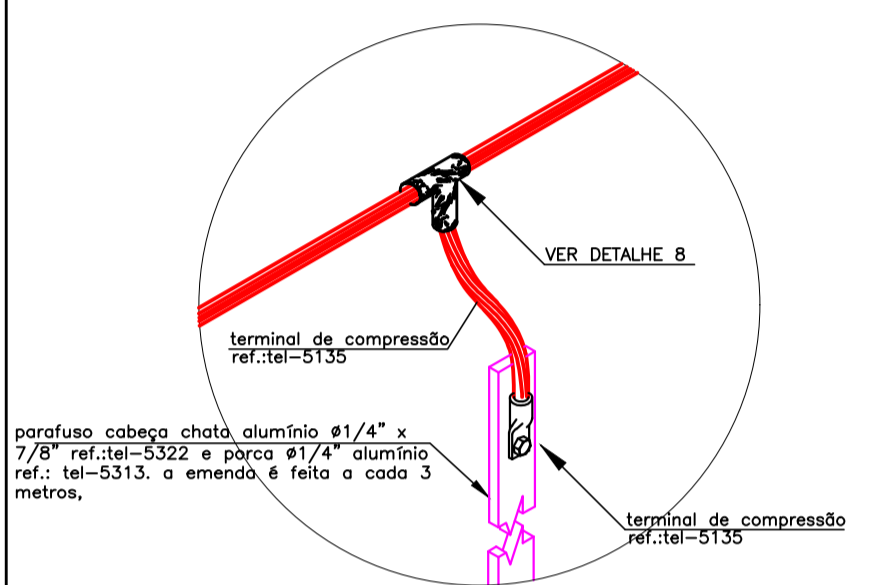 VER DETALHE 8
terminal de compressão
ref.:tel-5135
parafuso cabeça chata alumínio ø1/4" x
7/8" ref.:tel-5322 e porca ø1/4" alumínio
ref.: tel-5313. a emenda é feita a cada 3
metros,
terminal de compressão
ref.:tel-5135